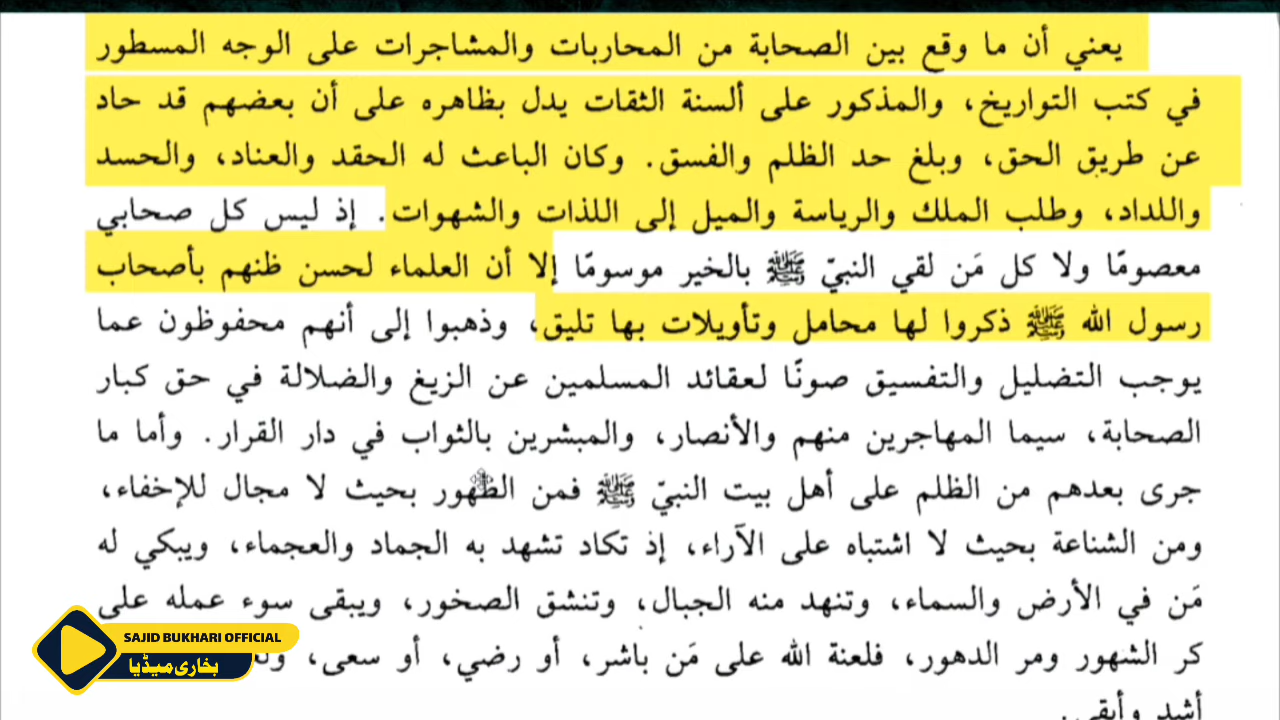 يعني أن ما وقع بين الصحابة من المحاربات والمشاجرات على الوجه المسطور
في كتب التواريخ، والمذكور على ألسنة الثقات يدل بظاهره على أن بعضهم قد حاد
عن طريق الحق، وبلغ حد الظلم والفسق. وكان الباعث له الحقد والعناد، والحسد
واللداد، وطلب الملك والرياسة والميل إلى اللذات والشهوات. إذ ليس كل صحابي
معصومًا ولا كل مَن لقي النبيّ ﷺ بالخير موسومًا إلا أن العلماء لحسن ظنهم بأصحاب
رسول الله ﷺ ذكروا لها محامل وتأويلات بها تليق، وذهبوا إلى أنهم محفوظون عما
يوجب التضليل والتفسيق صونًا لعقائد المسلمين عن الزيغ والضلالة في حق كبار
الصحابة، سيما المهاجرين منهم والأنصار، والمبشرين بالثواب في دار القرار. وأما ما
جرى بعدهم من الظلم على أهل بيت النبيّ ﷺ فمن الظهور بحيث لا مجال للإخفاء،
ومن الشناعة بحيث لا اشتباه على الآراء، إذ تكاد تشهد به الجماد والعجماء، ويبكي له
مَن في الأرض والسماء، وتنهد منه الجبال، وتنشق الصخور، ويبقى سوء عمله على
كر الشهور ومر الدهور، فلعنة الله على مَن باشر، أو رضي، أو سعى،
أشد وأبقى.
SAJID BUKHARI OFFICIAL
بخاری میڈیا